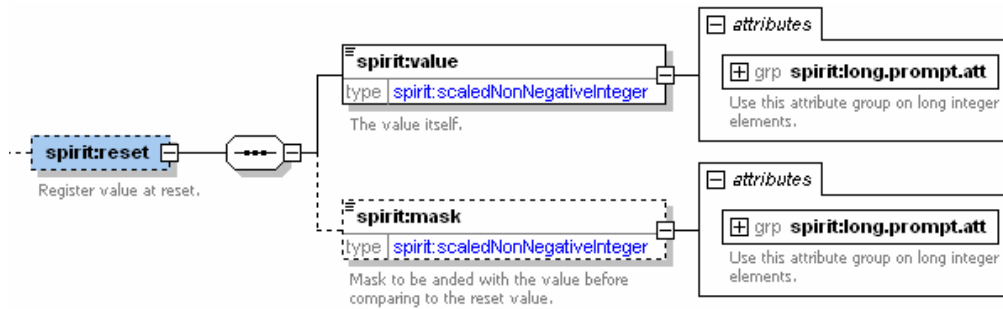 attributes
spirit:value
grp spirit:long.prompt.att
type spirit:scaledNonNegativeInteger
Use this attribute group on long integer
elements.
The value itself.
spirit:reset
Register value at reset.
attributes
spirit:mask
grp spirit:long.prompt.att
type spirit:scaledNonNegativeInteger
Use this attribute group on long integer
elements.
Mask to be anded with the value before
comparing to the reset value.